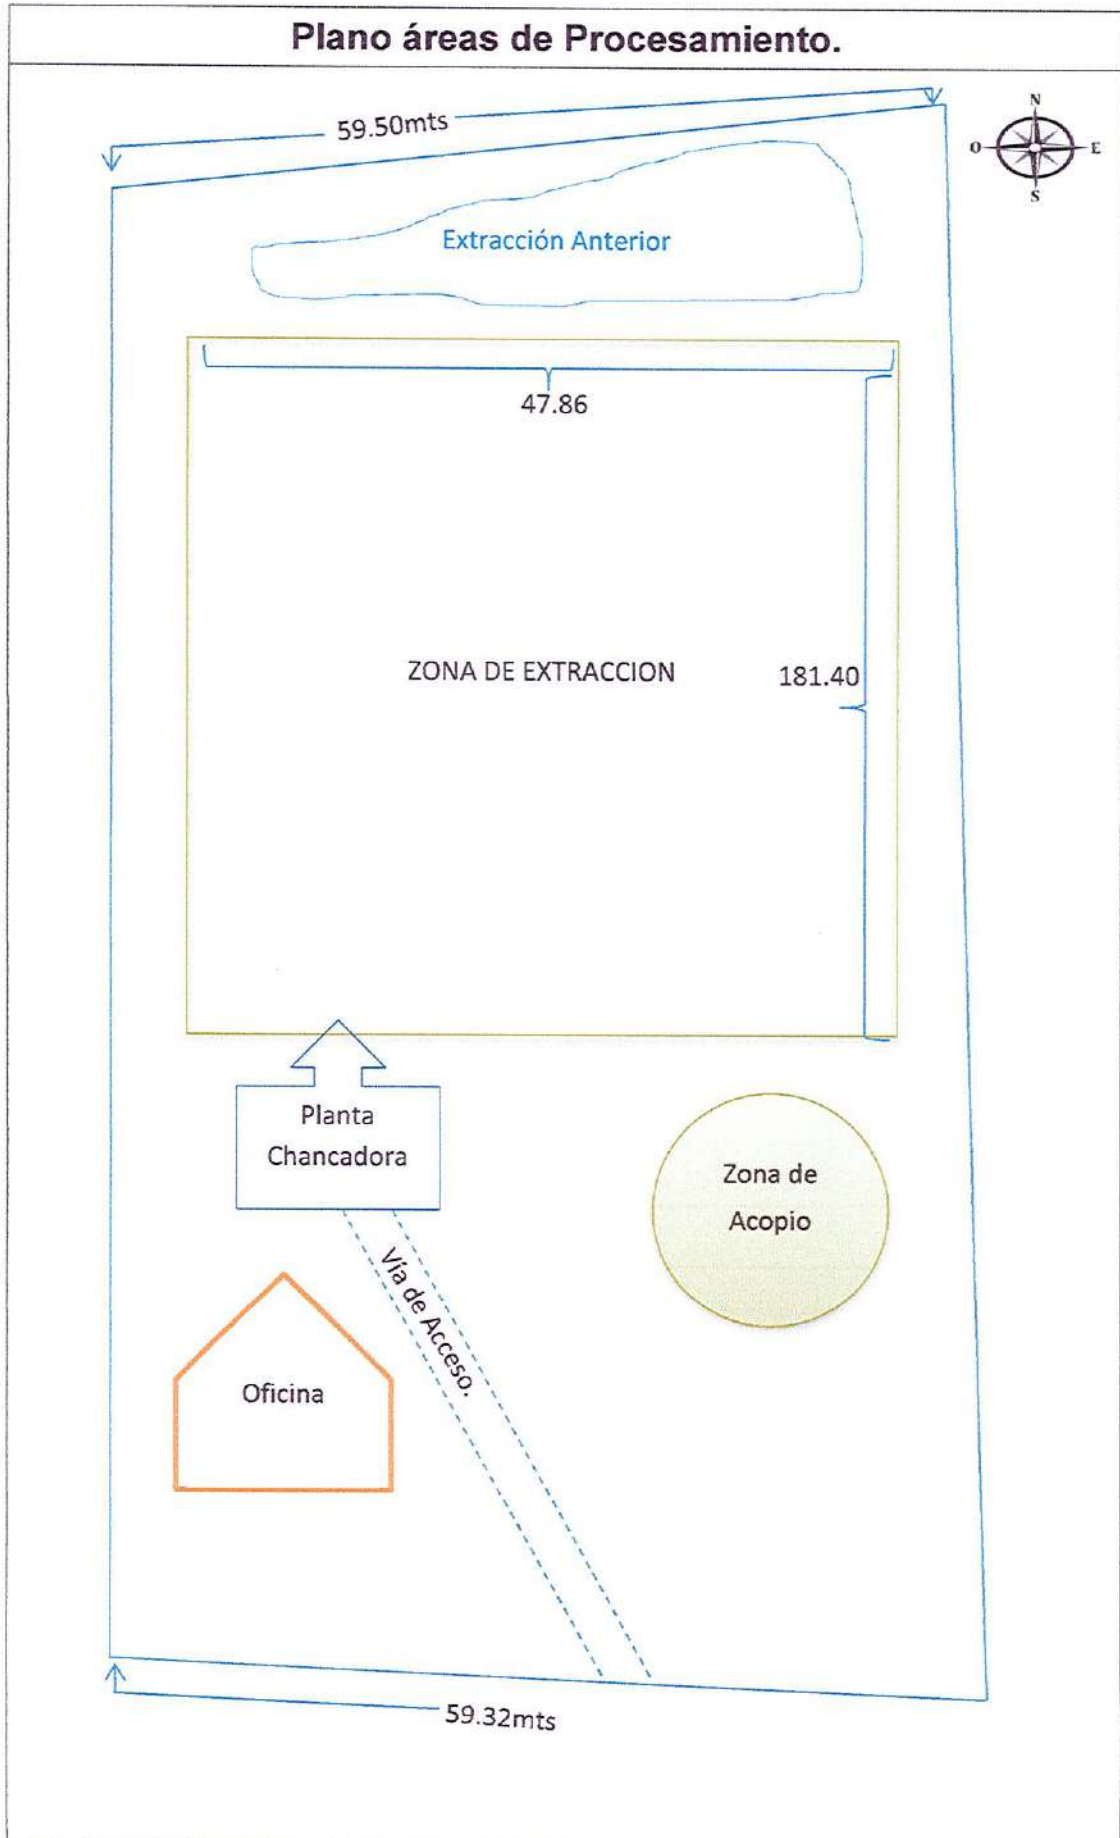 Plano áreas de Procesamiento.
59.50mts
N
O
E
S
Extracción Anterior
47.86
ZONA DE EXTRACCION
181.40
Planta
Chancadora
Zona de
Acopio
Vía de Acceso.
Oficina
59.32mts